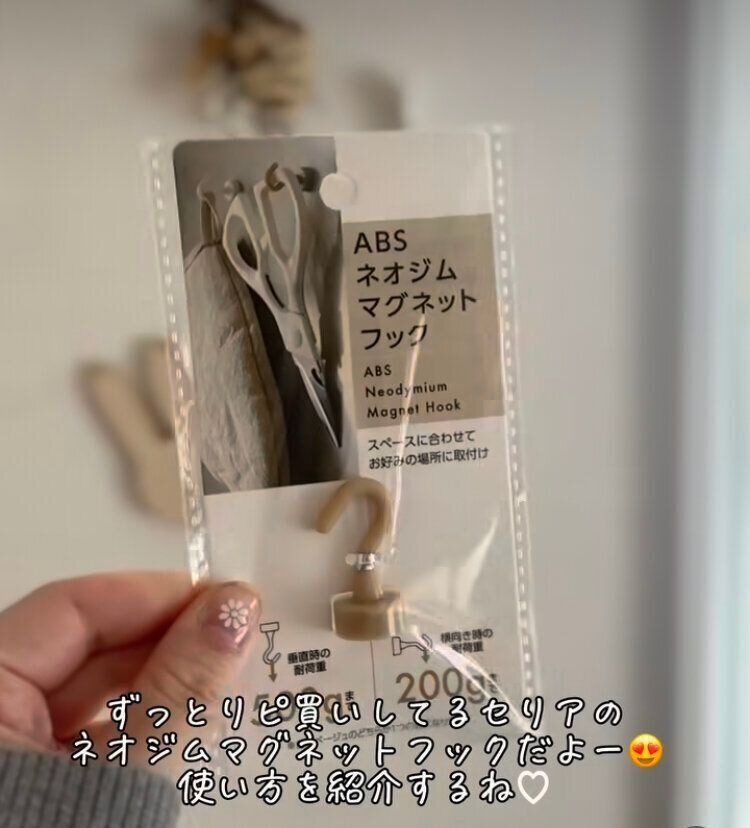 ABS
ネオジム
マグネット
フック
ABS
Neodymium
Magnet Hook
スペースに合わせて
お好みの場所に取付け
垂直時の
耐荷重
横向き時の
耐荷重
200g
ずっとリピ買いしてるセリアの
ネオジムマグネットフックだよー😍
使い方を紹介するね♡